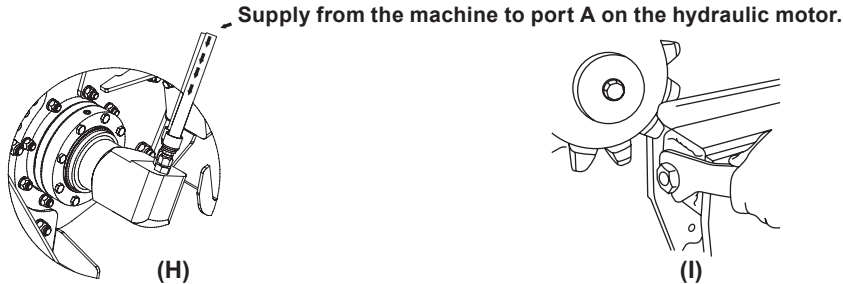 Supply from the machine to port A on the hydraulic motor.
(H)
(I)